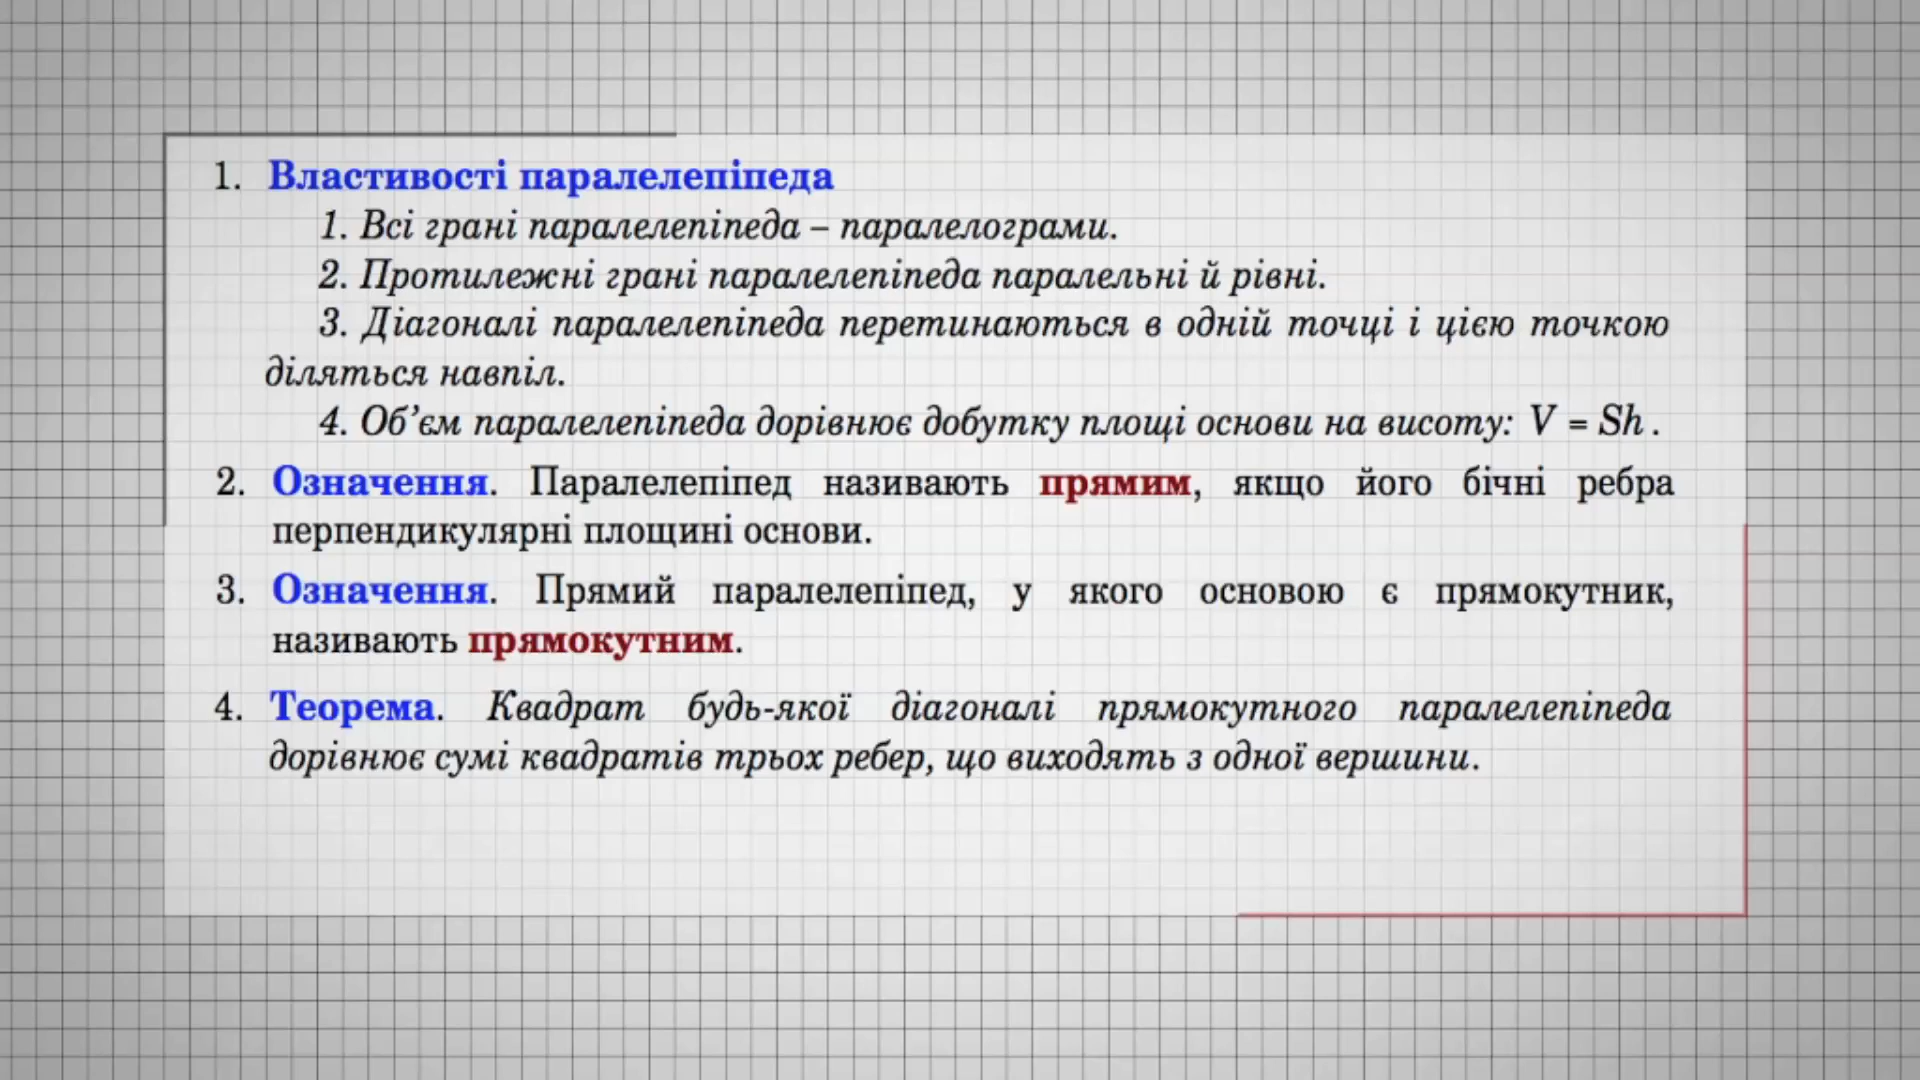 1. Властивості паралелепіпеда
1. Всі грані паралелепіпеда – паралелограми.
2. Протилежні грані паралелепіпеда паралельні й рівні.
3. Діагоналі паралелепіпеда перетинаються в одній точці і цією точкою
діляться навпіл.
4. Об’єм паралелепіпеда дорівнює добутку площі основи на висоту: V = Sh .
2. Означення. Паралелепіпед називають прямим, якщо його бічні ребра
перпендикулярні площині основи.
3. Означення. Прямий паралелепіпед, у якого основою є прямокутник,
називають прямокутним.
4. Теорема. Квадрат будь-якої діагоналі прямокутного паралелепіпеда
дорівнює сумі квадратів трьох ребер, що виходять з одної вершини.